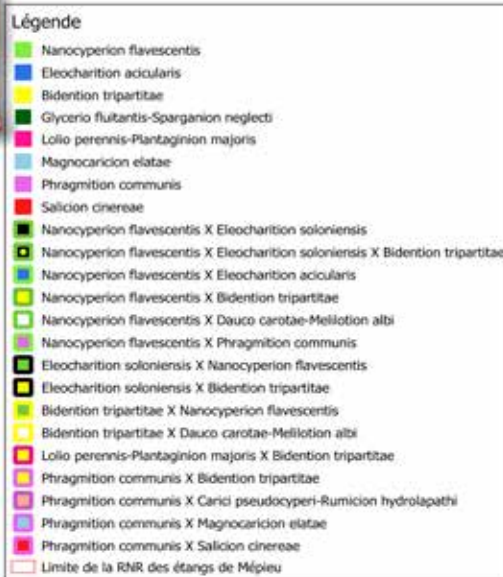 Légende
Nanocyperion flavescentis
Eleocharition acicularis
Bidention tripartitae
Glycerio fluitantis-Sparganion neglecti
Lolio perennis-Plantaginion majoris
Magnocaricion elatae
Phragmition communis
Salicion cinereae
Nanocyperion flavescentis X Eleocharition soloniensis
Nanocyperion flavescentis X Eleocharition soloniensis X Bidention tripartitae
Nanocyperion flavescentis X Eleocharition acicularis
Nanocyperion flavescentis X Bidention tripartitae
Nanocyperion flavescentis X Dauco carotae-Melilotion albi
Nanocyperion flavescentis X Phragmition communis
Eleocharition soloniensis X Nanocyperion flavescentis
Eleocharition soloniensis X Bidention tripartitae
Bidention tripartitae X Nanocyperion flavescentis
Bidention tripartitae X Dauco carotae-Melilotion albi
Lolio perennis-Plantaginion majoris X Bidention tripartitae
Phragmition communis X Bidention tripartitae
Phragmition communis X Carici pseudocyperi-Rumicion hydrolapathi
Phragmition communis X Magnocaricion elatae
Phragmition communis X Salicion cinereae
Limite de la RNR des étangs de Mépieu